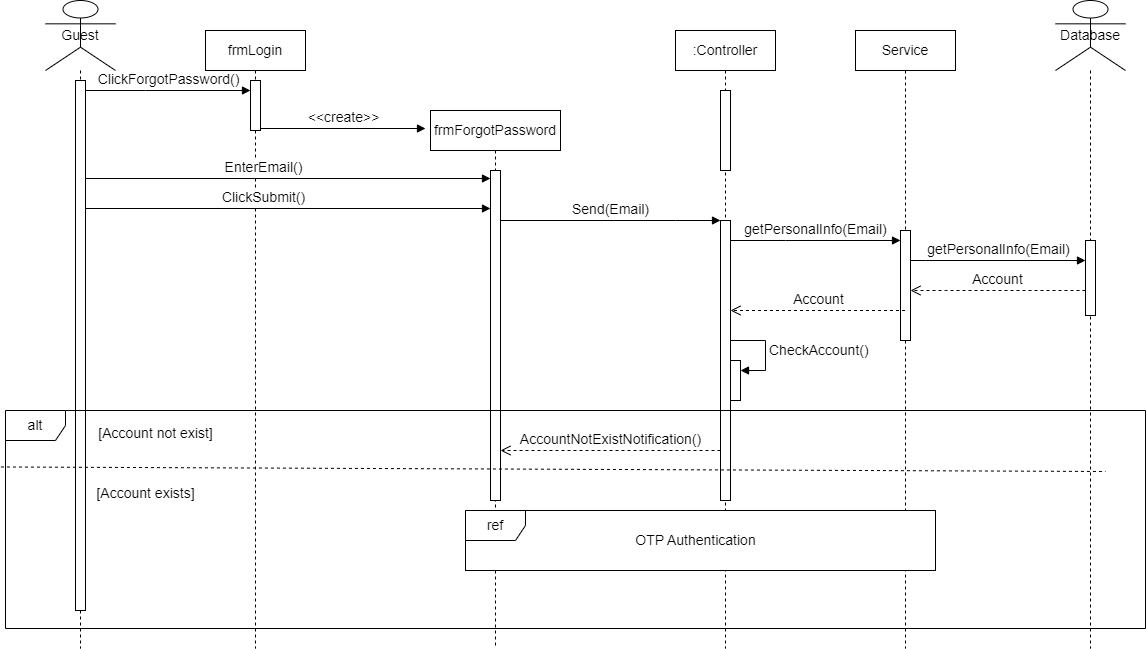 Guest
frmLogin
:Controller
Service
Database
ClickForgotPassword()
<<create>>
frmForgotPassword
EnterEmail()
ClickSubmit()
Send(Email)
getPersonalInfo(Email)
getPersonalInfo(Email)
Account
Account
CheckAccount()
alt
[Account not exist]
AccountNotExistNotification()
[Account exists]
ref
OTP Authentication